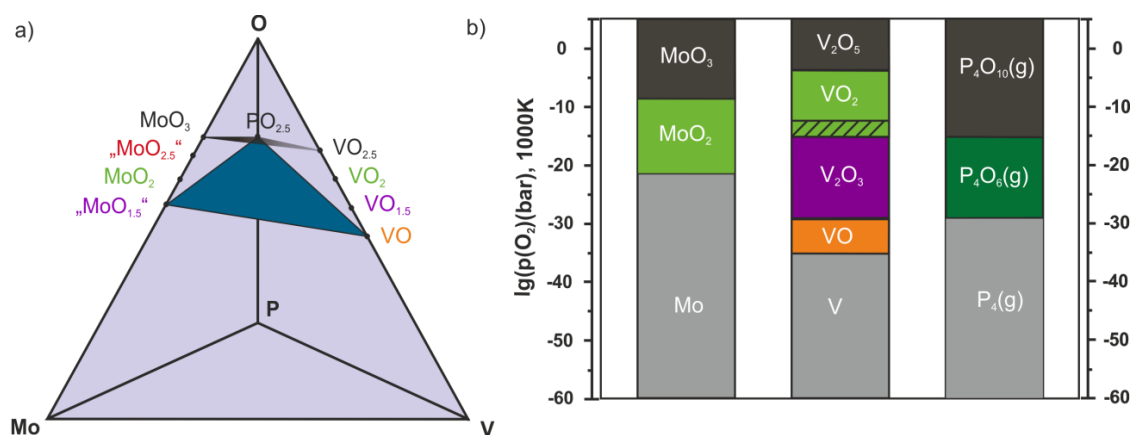 a)
O
MoO₃
PO₂.₅
„MoO₂.₅“
VO₂.₅
MoO₂
VO₂
„MoO₁.₅“
VO₁.₅
VO
P
Mo
V
b)
lg(p(O₂)(bar), 1000K
0
-10
-20
-30
-40
-50
-60
MoO₃
MoO₂
Mo
V₂O₅
VO₂
V₂O₃
VO
V
P₄O₁₀(g)
P₄O₆(g)
P₄(g)
0
-10
-20
-30
-40
-50
-60